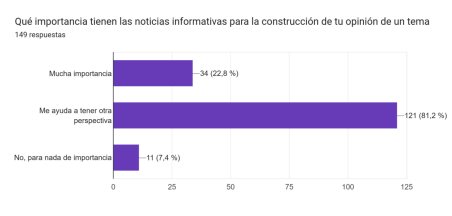 Qué importancia tienen las noticias informativas para la construcción de tu opinión de un tema
149 respuestas
Mucha importancia
34 (22,8 %)
Me ayuda a tener otra
perspectiva
121 (81,2 %)
No, para nada de importancia
11 (7,4 %)
0
25
50
75
100
125